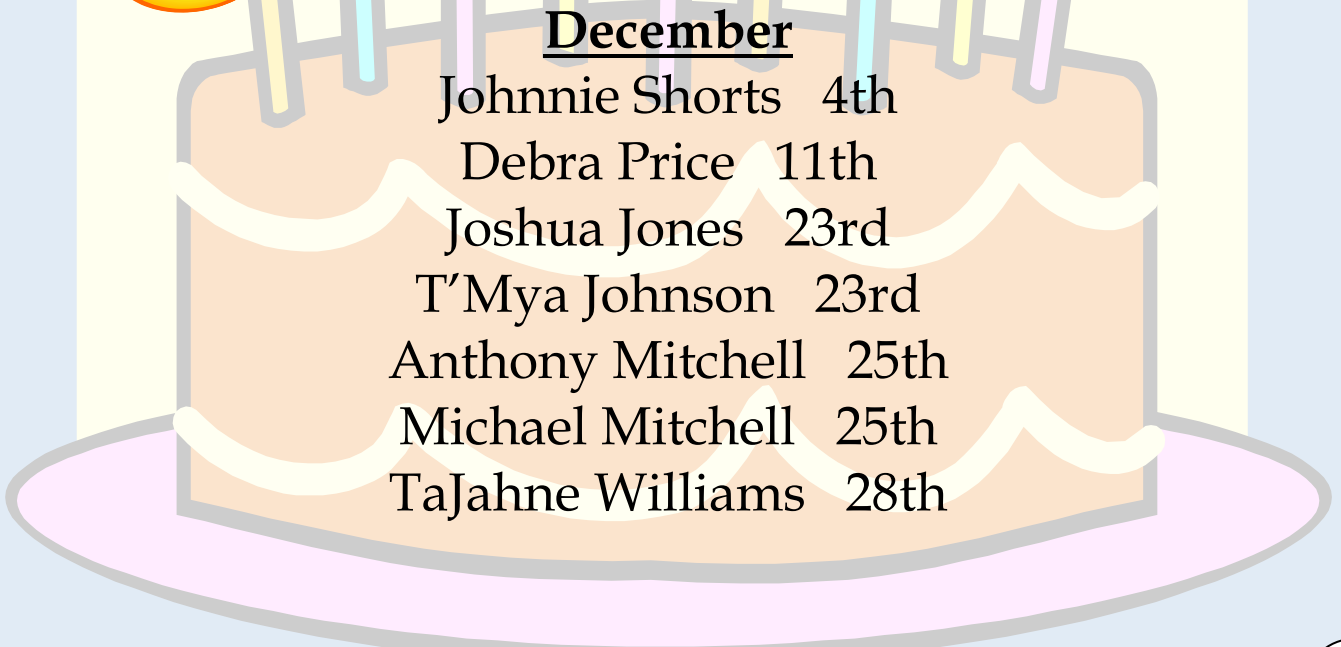 December
Johnnie Shorts 4th
Debra Price 11th
Joshua Jones 23rd
T’Mya Johnson 23rd
Anthony Mitchell 25th
Michael Mitchell 25th
TaJahne Williams 28th